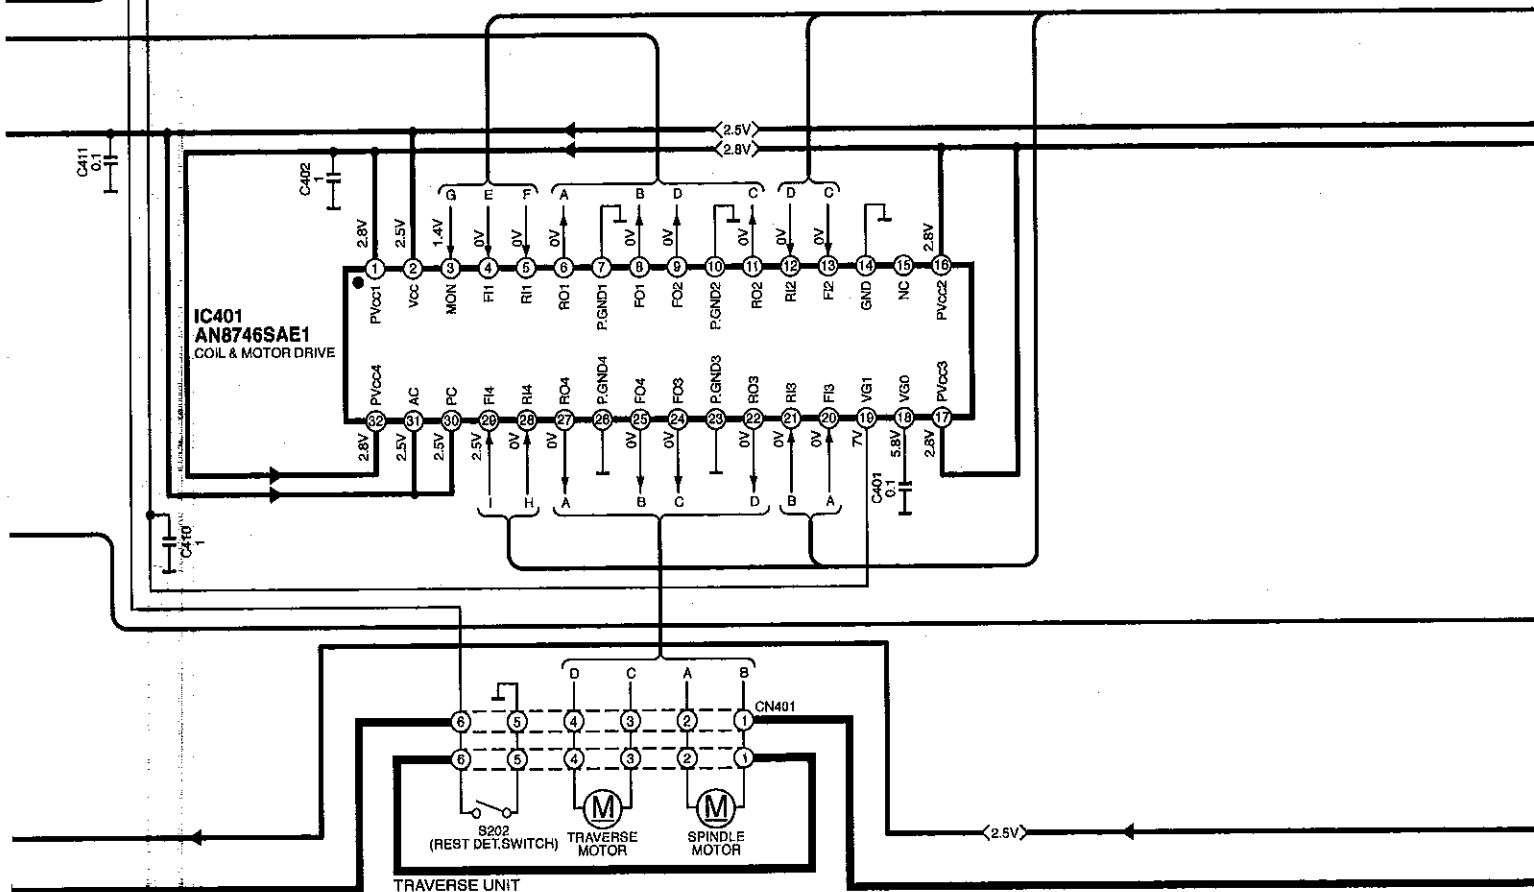 2.5V
2.8V
C411
0.1
C402
1
G E F A B D C D C
2.8V 2.5V 1.4V 0V 0V 0V 0V 0V 0V 0V 0V 2.8V
1 2 3 4 5 6 7 8 9 10 11 12 13 14 15 16
PVCC1 VCC MON FI1 RI1 RO1 P.GND1 FO1 FO2 P.GND2 RO2 RI2 FI2 GND NC PVCC2
IC401
AN8746SAE1
COIL & MOTOR DRIVE
PVCC4 AC PC FI4 RI4 RO4 P.GND4 FO4 FO3 P.GND3 RO3 RI3 FI3 VG1 VG0 PVCC3
32 31 30 29 28 27 26 25 24 23 22 21 20 19 18 17
2.8V 2.5V 2.5V 2.5V 0V 0V 0V 0V 0V 0V 0V 7V 5.8V 2.8V
C401
0.1
I H A B C D B A
C410
1
D C A B
CN401
6 5 4 3 2 1
6 5 4 3 2 1
M M
S202
(REST DET.SWITCH)
TRAVERSE
MOTOR
SPINDLE
MOTOR
2.5V
TRAVERSE UNIT